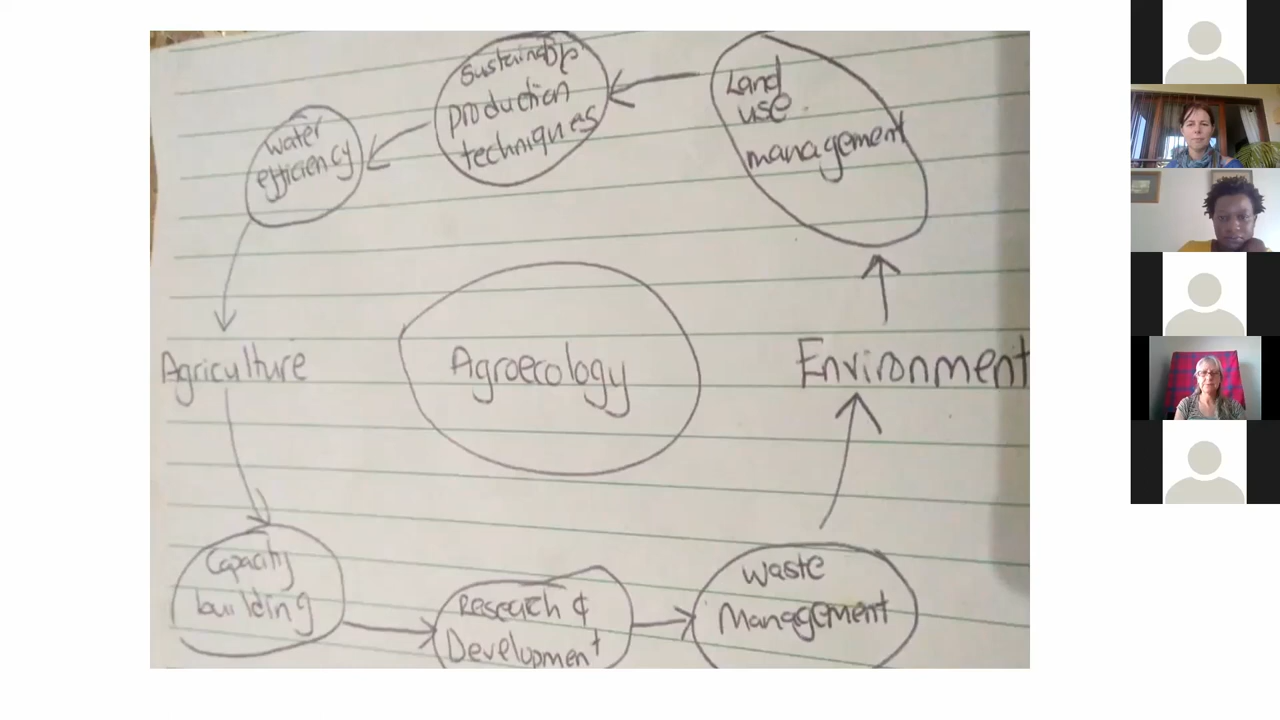 Sustainable
production
techniques
Land
use
management
water
efficiency
Agriculture
Agroecology
Environment
Capacity
building
Research &
Development
Waste
Management